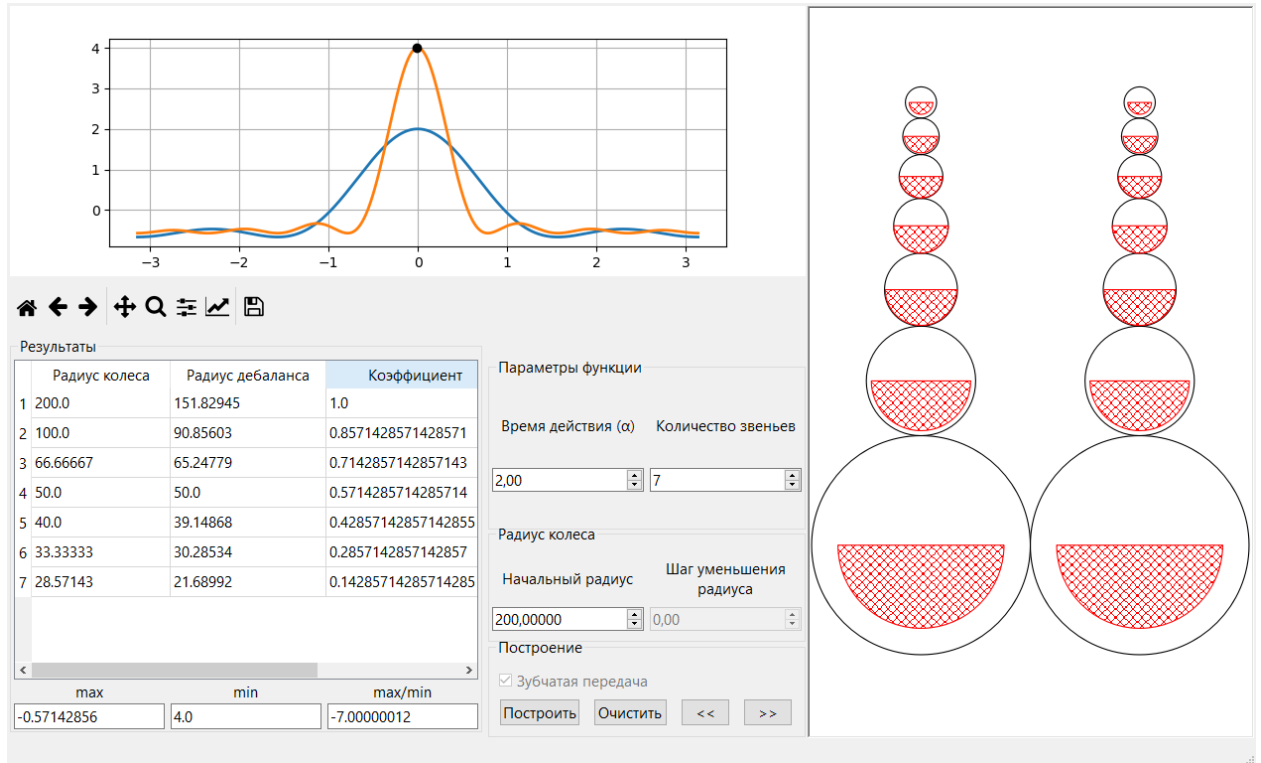 4
3
2
1
0
−3 −2 −1 0 1 2 3
Результаты
Радиус колеса Радиус дебаланса Коэффициент
1 200.0 151.82945 1.0
2 100.0 90.85603 0.8571428571428571
3 66.66667 65.24779 0.7142857142857143
4 50.0 50.0 0.5714285714285714
5 40.0 39.14868 0.42857142857142855
6 33.33333 30.28534 0.2857142857142857
7 28.57143 21.68992 0.14285714285714285
max min max/min
-0.57142856 4.0 -7.00000012
Параметры функции
Время действия (α) Количество звеньев
2,00 7
Радиус колеса
Начальный радиус Шаг уменьшения
радиуса
200,00000 0,00
Построение
Зубчатая передача
Построить Очистить << >>